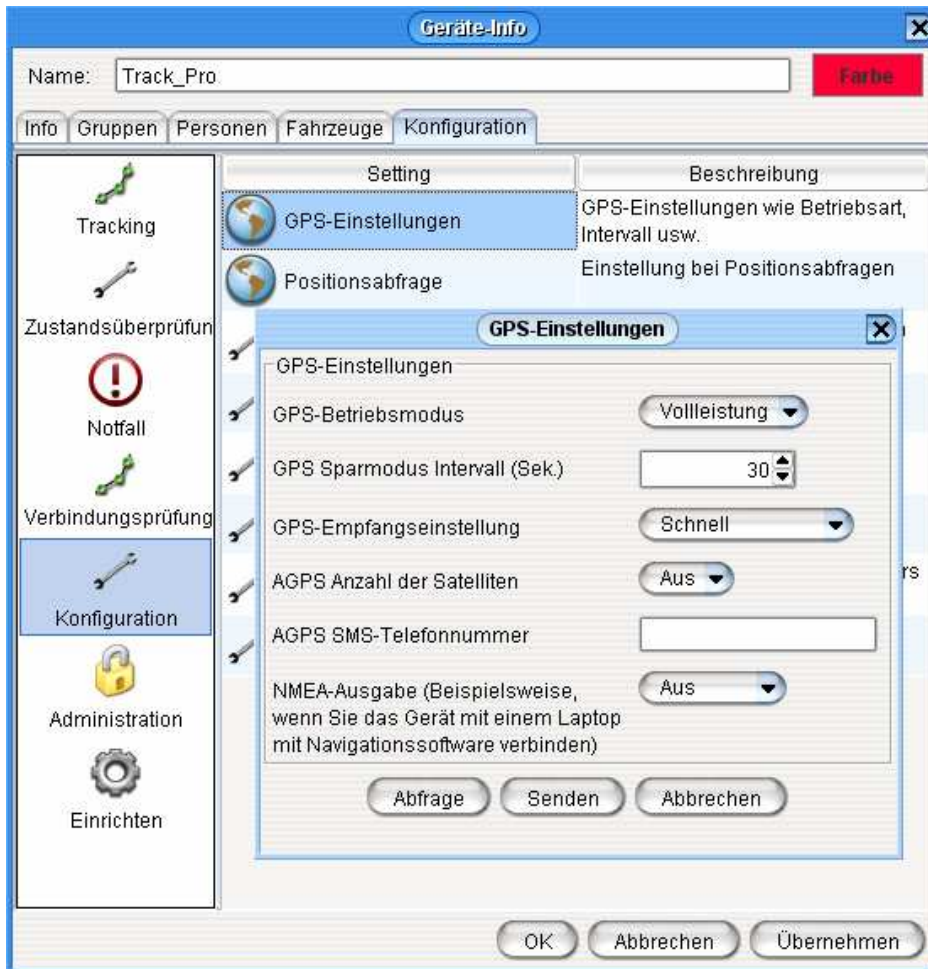 Geräte-Info
Name: Track_Pro Farbe
Info Gruppen Personen Fahrzeuge Konfiguration
Tracking
Zustandsüberprüfun
Notfall
Verbindungsprüfung
Konfiguration
Administration
Einrichten
Setting Beschreibung
GPS-Einstellungen GPS-Einstellungen wie Betriebsart,
Intervall usw.
Positionsabfrage Einstellung bei Positionsabfragen
rs
GPS-Einstellungen
GPS-Einstellungen
GPS-Betriebsmodus Vollleistung
GPS Sparmodus Intervall (Sek.) 30
GPS-Empfangseinstellung Schnell
AGPS Anzahl der Satelliten Aus
AGPS SMS-Telefonnummer
NMEA-Ausgabe (Beispielsweise, Aus
wenn Sie das Gerät mit einem Laptop
mit Navigationssoftware verbinden)
Abfrage Senden Abbrechen
OK Abbrechen Übernehmen